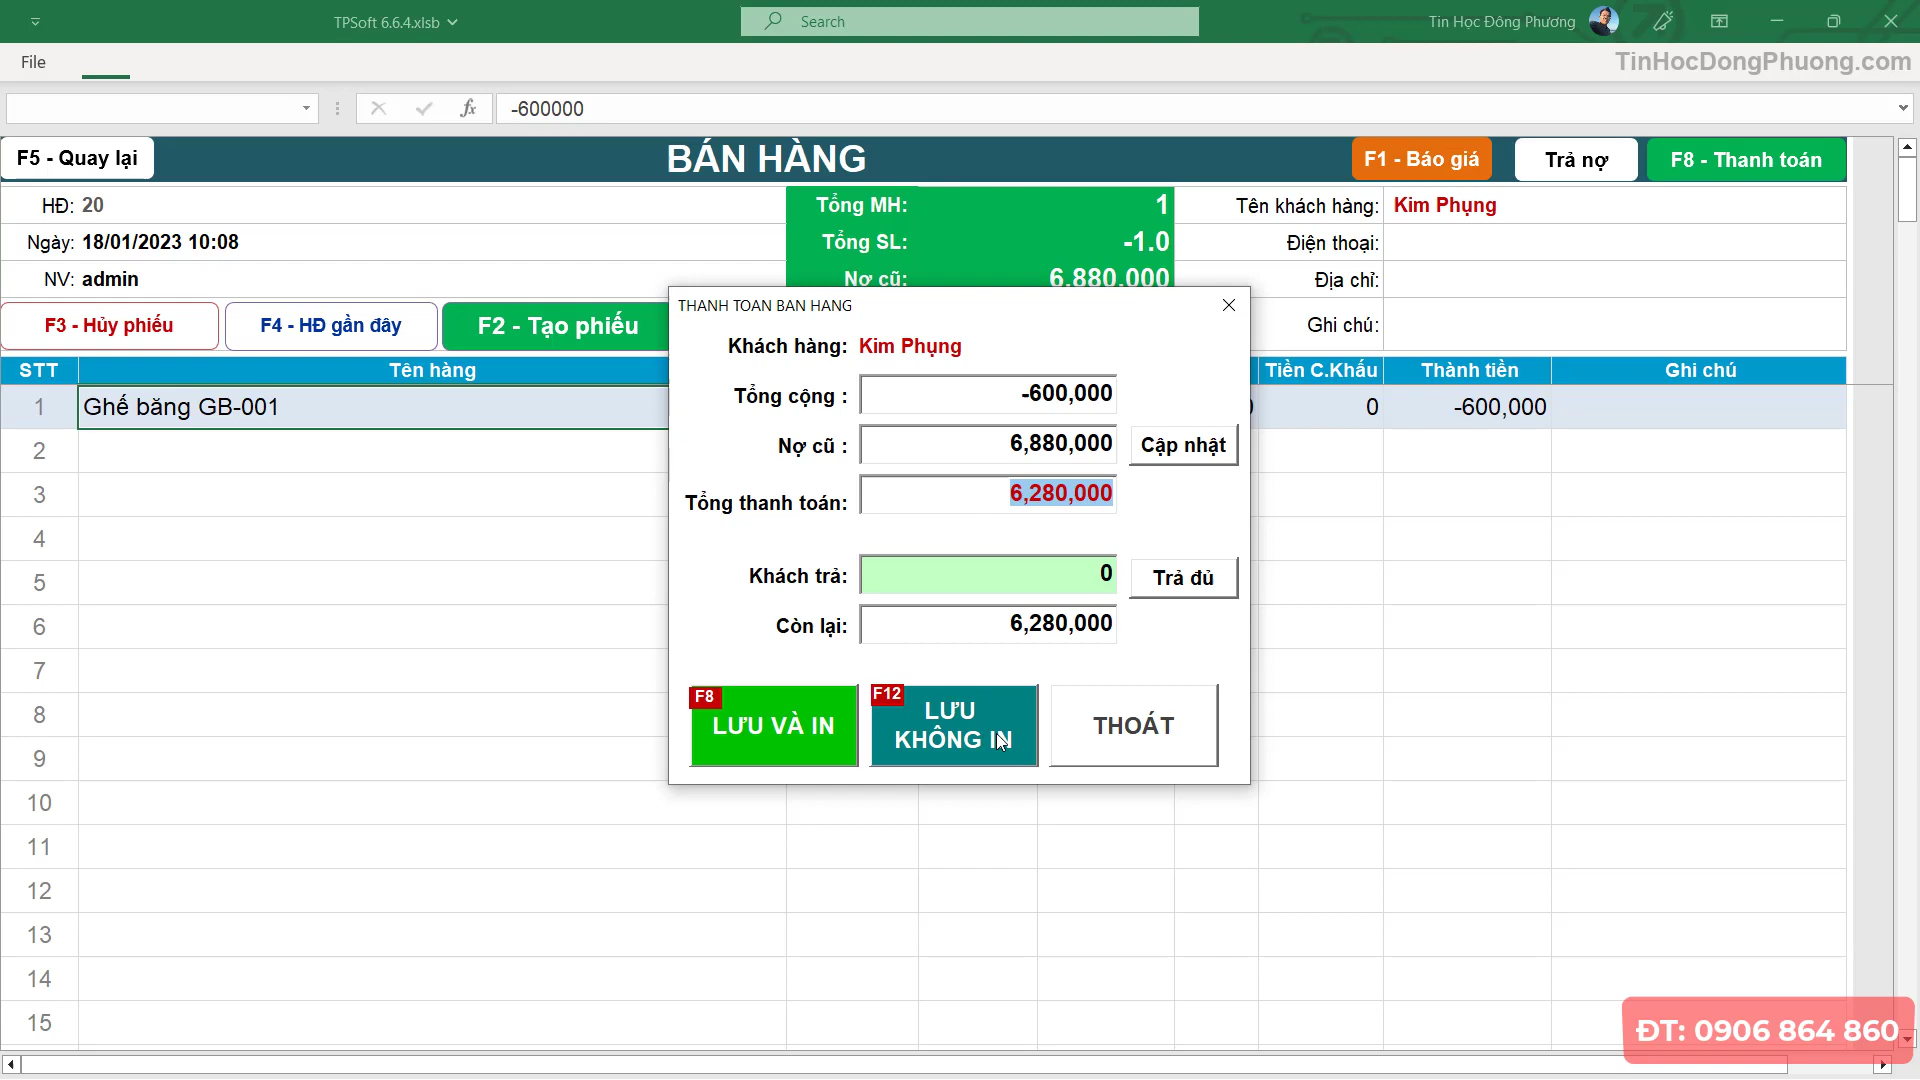 TPSoft 6.6.4.xlsb
Search
Tin Học Đông Phương
File
TinHocDongPhuong.com
fx
-600000
F5 - Quay lại
BÁN HÀNG
F1 - Báo giá
Trả nợ
F8 - Thanh toán
HĐ: 20
Tổng MH: 1
Tên khách hàng: Kim Phụng
Ngày: 18/01/2023 10:08
Tổng SL: -1.0
Điện thoại:
NV: admin
Nợ cũ: 6,880,000
Địa chỉ:
F3 - Hủy phiếu
F4 - HĐ gần đây
F2 - Tạo phiếu
Ghi chú:
STT
Tên hàng
Tiền C.Khấu
Thành tiền
Ghi chú
1
Ghế băng GB-001
0
-600,000
2
3
4
5
6
7
8
9
10
11
12
13
14
15
THANH TOAN BAN HANG
Khách hàng: Kim Phụng
Tổng cộng : -600,000
Nợ cũ : 6,880,000
Cập nhật
Tổng thanh toán: 6,280,000
Khách trả: 0
Trả đủ
Còn lại: 6,280,000
F8
LƯU VÀ IN
F12
LƯU
KHÔNG IN
THOÁT
ĐT: 0906 864 860